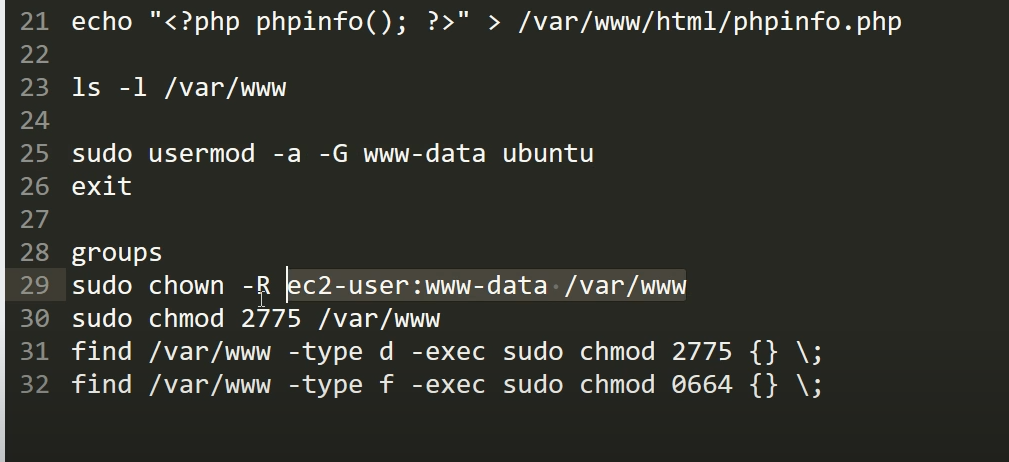 21 echo "<?php phpinfo(); ?>" > /var/www/html/phpinfo.php
22
23 ls -l /var/www
24
25 sudo usermod -a -G www-data ubuntu
26 exit
27
28 groups
29 sudo chown -R ec2-user:www-data /var/www
30 sudo chmod 2775 /var/www
31 find /var/www -type d -exec sudo chmod 2775 {} \;
32 find /var/www -type f -exec sudo chmod 0664 {} \;